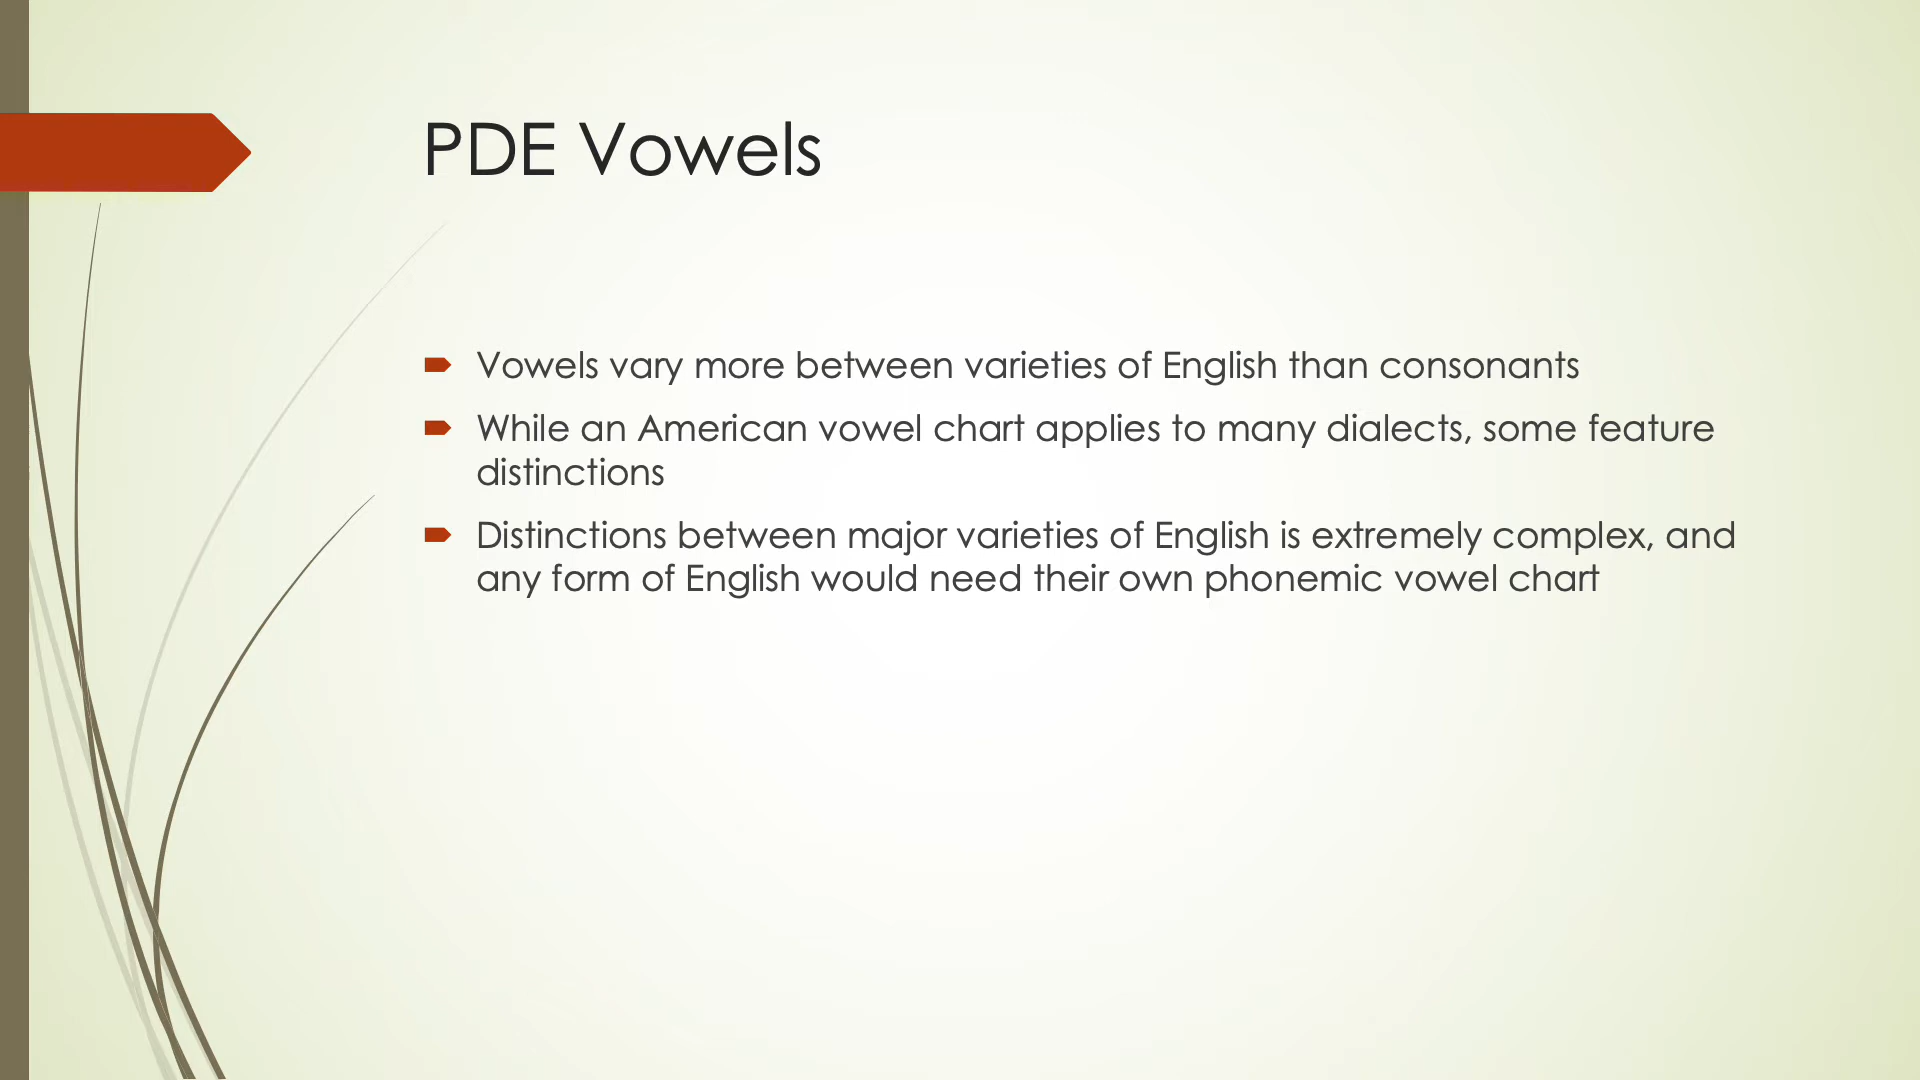 PDE Vowels
Vowels vary more between varieties of English than consonants
While an American vowel chart applies to many dialects, some feature
distinctions
Distinctions between major varieties of English is extremely complex, and
any form of English would need their own phonemic vowel chart